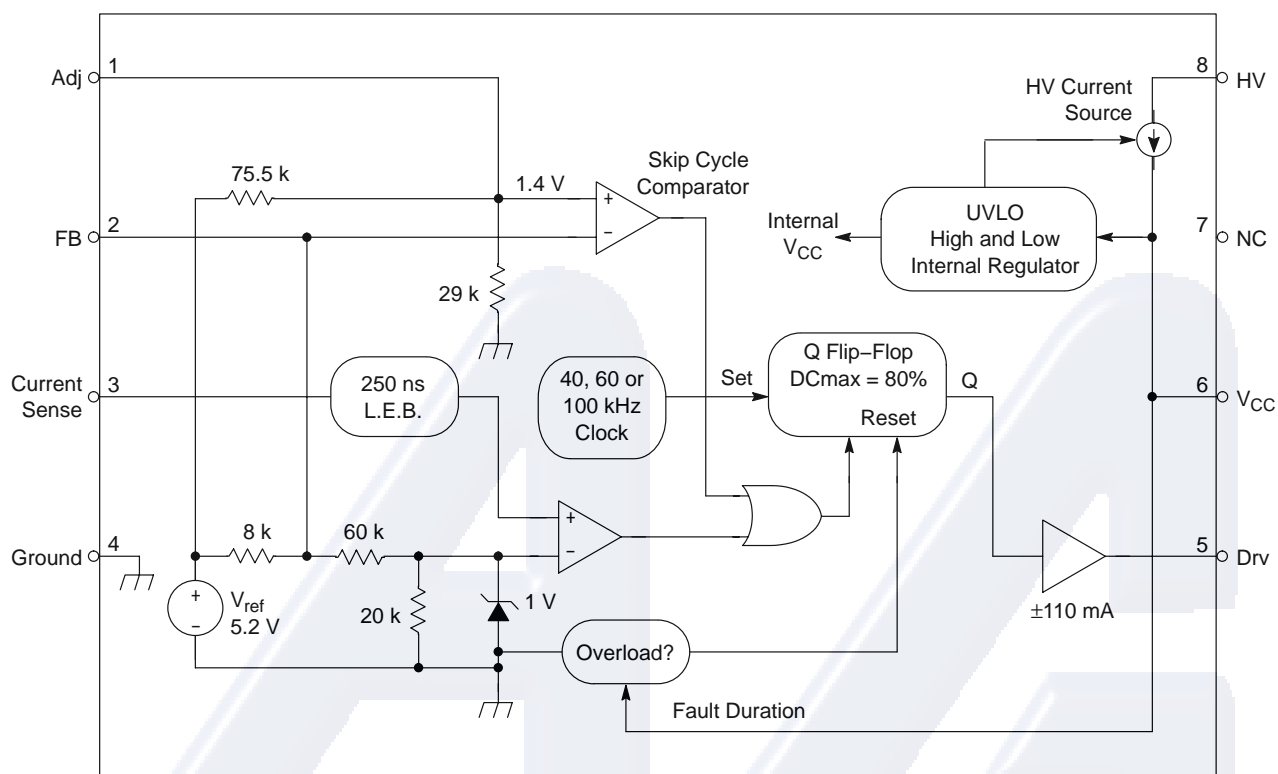 Adj
1
8
HV
HV Current
Source
75.5 k
1.4 V
Skip Cycle
Comparator
+
−
FB
2
Internal
VCC
UVLO
High and Low
Internal Regulator
7
NC
29 k
Current
Sense
3
250 ns
L.E.B.
40, 60 or
100 kHz
Clock
Set
Q Flip−Flop
DCmax = 80%
Reset
Q
6
VCC
8 k
60 k
+
−
Ground
4
5
Drv
+
−
Vref
5.2 V
20 k
1 V
±110 mA
Overload?
Fault Duration